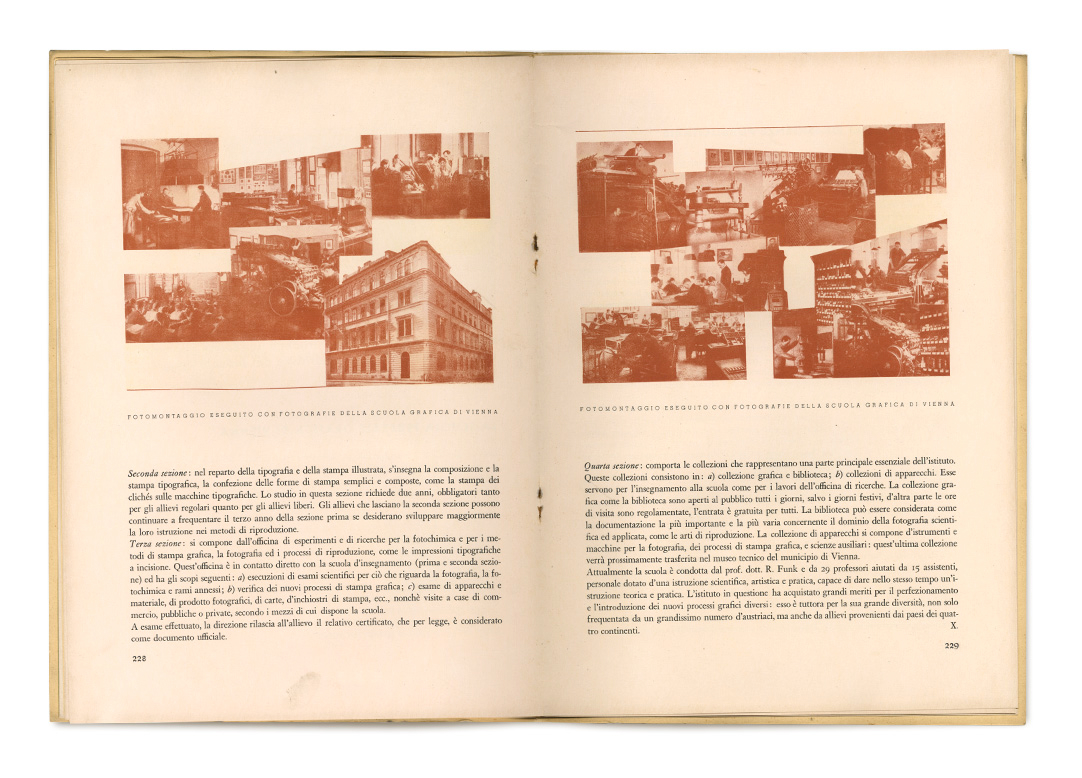 FOTOMONTAGGIO ESEGUITO CON FOTOGRAFIE DELLA SCUOLA GRAFICA DI VIENNA
Seconda sezione: nel reparto della tipografia e della stampa illustrata, s'insegna la composizione e la
stampa tipografica, la confezione delle forme di stampa semplici e composte, come la stampa dei
clichés sulle macchine tipografiche. Lo studio in questa sezione richiede due anni, obbligatori tanto
per gli allievi regolari quanto per gli allievi liberi. Gli allievi che lasciano la seconda sezione possono
continuare a frequentare il terzo anno della sezione prima se desiderano sviluppare maggiormente
la loro istruzione nei metodi di riproduzione.
Terza sezione: si compone dall'officina di esperimenti e di ricerche per la fotochimica e per i me-
todi di stampa grafica, la fotografia ed i processi di riproduzione, come le impressioni tipografiche
a incisione. Quest'officina è in contatto diretto con la scuola d'insegnamento (prima e seconda sezio-
ne) ed ha gli scopi seguenti: a) esecuzioni di esami scientifici per ciò che riguarda la fotografia, la fo-
tochimica e rami annessi; b) verifica dei nuovi processi di stampa grafica; c) esame di apparecchi e
materiale, di prodotto fotografici, di carte, d'inchiostri di stampa, ecc., nonchè visite a case di com-
mercio, pubbliche o private, secondo i mezzi di cui dispone la scuola.
A esame effettuato, la direzione rilascia all'allievo il relativo certificato, che per legge, è considerato
come documento ufficiale.
228
FOTOMONTAGGIO ESEGUITO CON FOTOGRAFIE DELLA SCUOLA GRAFICA DI VIENNA
Quarta sezione: comporta le collezioni che rappresentano una parte principale essenziale dell'istituto.
Queste collezioni consistono in: a) collezione grafica e biblioteca; b) collezioni di apparecchi. Esse
servono per l'insegnamento alla scuola come per i lavori dell'officina di ricerche. La collezione gra-
fica come la biblioteca sono aperti al pubblico tutti i giorni, salvo i giorni festivi, d'altra parte le ore
di visita sono regolamentate, l'entrata è gratuita per tutti. La biblioteca può essere considerata come
la documentazione la più importante e la più varia concernente il dominio della fotografia scienti-
fica ed applicata, come le arti di riproduzione. La collezione di apparecchi si compone d'istrumenti e
macchine per la fotografia, dei processi di stampa grafica, e scienze ausiliari: quest'ultima collezione
verrà prossimamente trasferita nel museo tecnico del municipio di Vienna.
Attualmente la scuola è condotta dal prof. dott. R. Funk e da 29 professori aiutati da 15 assistenti,
personale dotato d'una istruzione scientifica, artistica e pratica, capace di dare nello stesso tempo un'i-
struzione teorica e pratica. L'istituto in questione ha acquistato grandi meriti per il perfezionamento
e l'introduzione dei nuovi processi grafici diversi: esso è tuttora per la sua grande diversità, non solo
frequentata da un grandissimo numero d'austriaci, ma anche da allievi provenienti dai paesi dei quat-
tro continenti.
X.
229